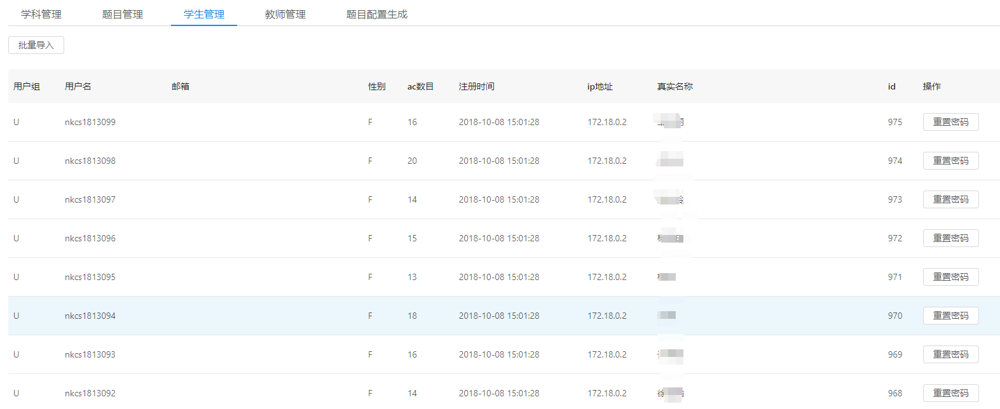 学科管理 题目管理 学生管理 教师管理 题目配置生成
批量导入
用户组 用户名 邮箱 性别 ac数目 注册时间 ip地址 真实名称 id 操作
U nkcs1813099 F 16 2018-10-08 15:01:28 172.18.0.2 975 重置密码
U nkcs1813098 F 20 2018-10-08 15:01:28 172.18.0.2 974 重置密码
U nkcs1813097 F 14 2018-10-08 15:01:28 172.18.0.2 973 重置密码
U nkcs1813096 F 15 2018-10-08 15:01:28 172.18.0.2 972 重置密码
U nkcs1813095 F 13 2018-10-08 15:01:28 172.18.0.2 971 重置密码
U nkcs1813094 F 18 2018-10-08 15:01:28 172.18.0.2 970 重置密码
U nkcs1813093 F 16 2018-10-08 15:01:28 172.18.0.2 969 重置密码
U nkcs1813092 F 14 2018-10-08 15:01:28 172.18.0.2 徐 968 重置密码